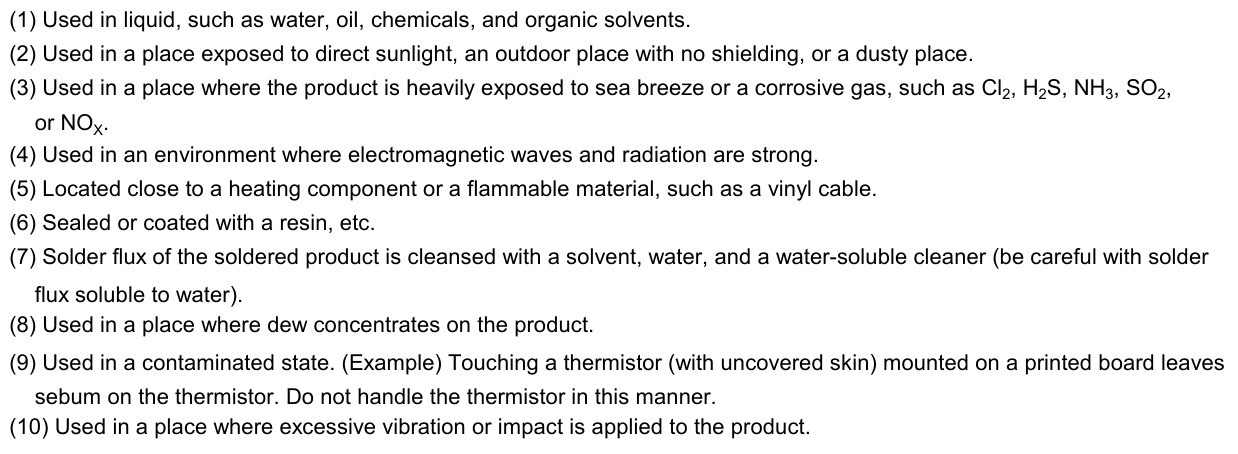 (1) Used in liquid, such as water, oil, chemicals, and organic solvents.
(2) Used in a place exposed to direct sunlight, an outdoor place with no shielding, or a dusty place.
(3) Used in a place where the product is heavily exposed to sea breeze or a corrosive gas, such as Cl₂, H₂S, NH₃, SO₂,
or NOₓ.
(4) Used in an environment where electromagnetic waves and radiation are strong.
(5) Located close to a heating component or a flammable material, such as a vinyl cable.
(6) Sealed or coated with a resin, etc.
(7) Solder flux of the soldered product is cleansed with a solvent, water, and a water-soluble cleaner (be careful with solder
flux soluble to water).
(8) Used in a place where dew concentrates on the product.
(9) Used in a contaminated state. (Example) Touching a thermistor (with uncovered skin) mounted on a printed board leaves
sebum on the thermistor. Do not handle the thermistor in this manner.
(10) Used in a place where excessive vibration or impact is applied to the product.